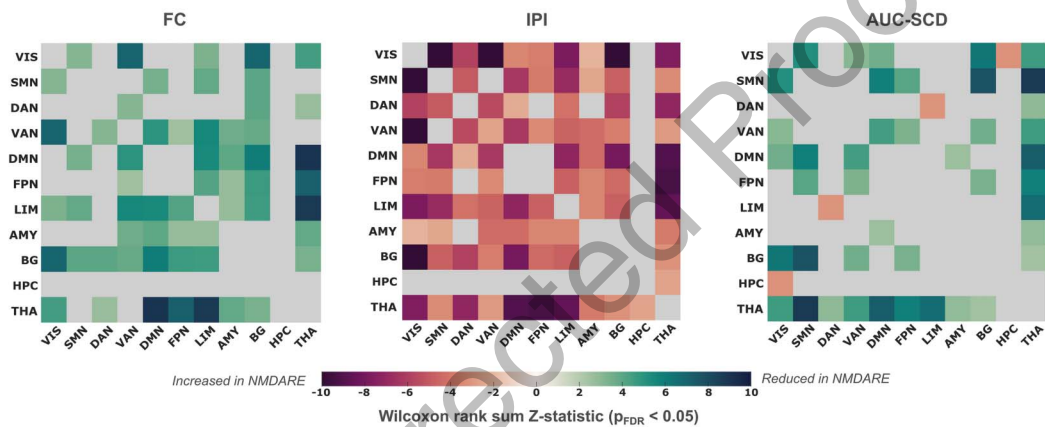 FC
IPI
AUC-SCD
VIS
SMN
DAN
VAN
DMN
FPN
LIM
AMY
BG
HPC
THA
VIS SMN DAN VAN DMN FPN LIM AMY BG HPC THA
VIS
SMN
DAN
VAN
DMN
FPN
LIM
AMY
BG
HPC
THA
VIS SMN DAN VAN DMN FPN LIM AMY BG HPC THA
VIS
SMN
DAN
VAN
DMN
FPN
LIM
AMY
BG
HPC
THA
VIS SMN DAN VAN DMN FPN LIM AMY BG HPC THA
Increased in NMDARE
-10 -8 -6 -4 -2 0 2 4 6 8 10
Reduced in NMDARE
Wilcoxon rank sum Z-statistic (pFDR < 0.05)
rected Proo